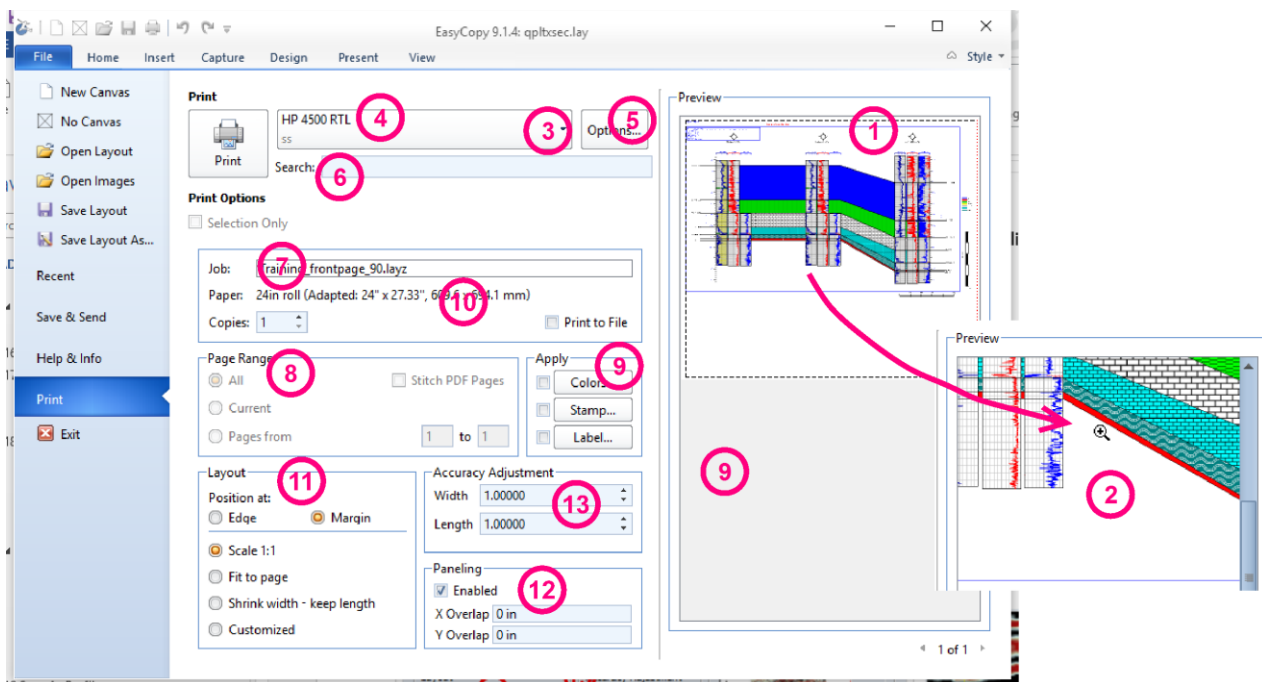 EasyCopy 9.1.4: qpltxsec.lay
File Home Insert Capture Design Present View Style
New Canvas
No Canvas
Open Layout
Open Images
Save Layout
Save Layout As...
Recent
Save & Send
Help & Info
Print
Exit
Print
Print
HP 4500 RTL
ss
4
3
Options...
5
Search:
6
Print Options
Selection Only
Job: Training_frontpage_90.layz
7
Paper: 24in roll (Adapted: 24" x 27.33", 609.6 x 694.1 mm)
10
Copies: 1
Print to File
Page Range
8
All
Stitch PDF Pages
Current
Pages from 1 to 1
Apply
9
Colors...
Stamp...
Label...
Layout
11
Position at:
Edge Margin
Scale 1:1
Fit to page
Shrink width - keep length
Customized
Accuracy Adjustment
Width 1.00000
13
Length 1.00000
Paneling
Enabled
12
X Overlap 0 in
Y Overlap 0 in
Preview
1
9
1 of 1
Preview
2